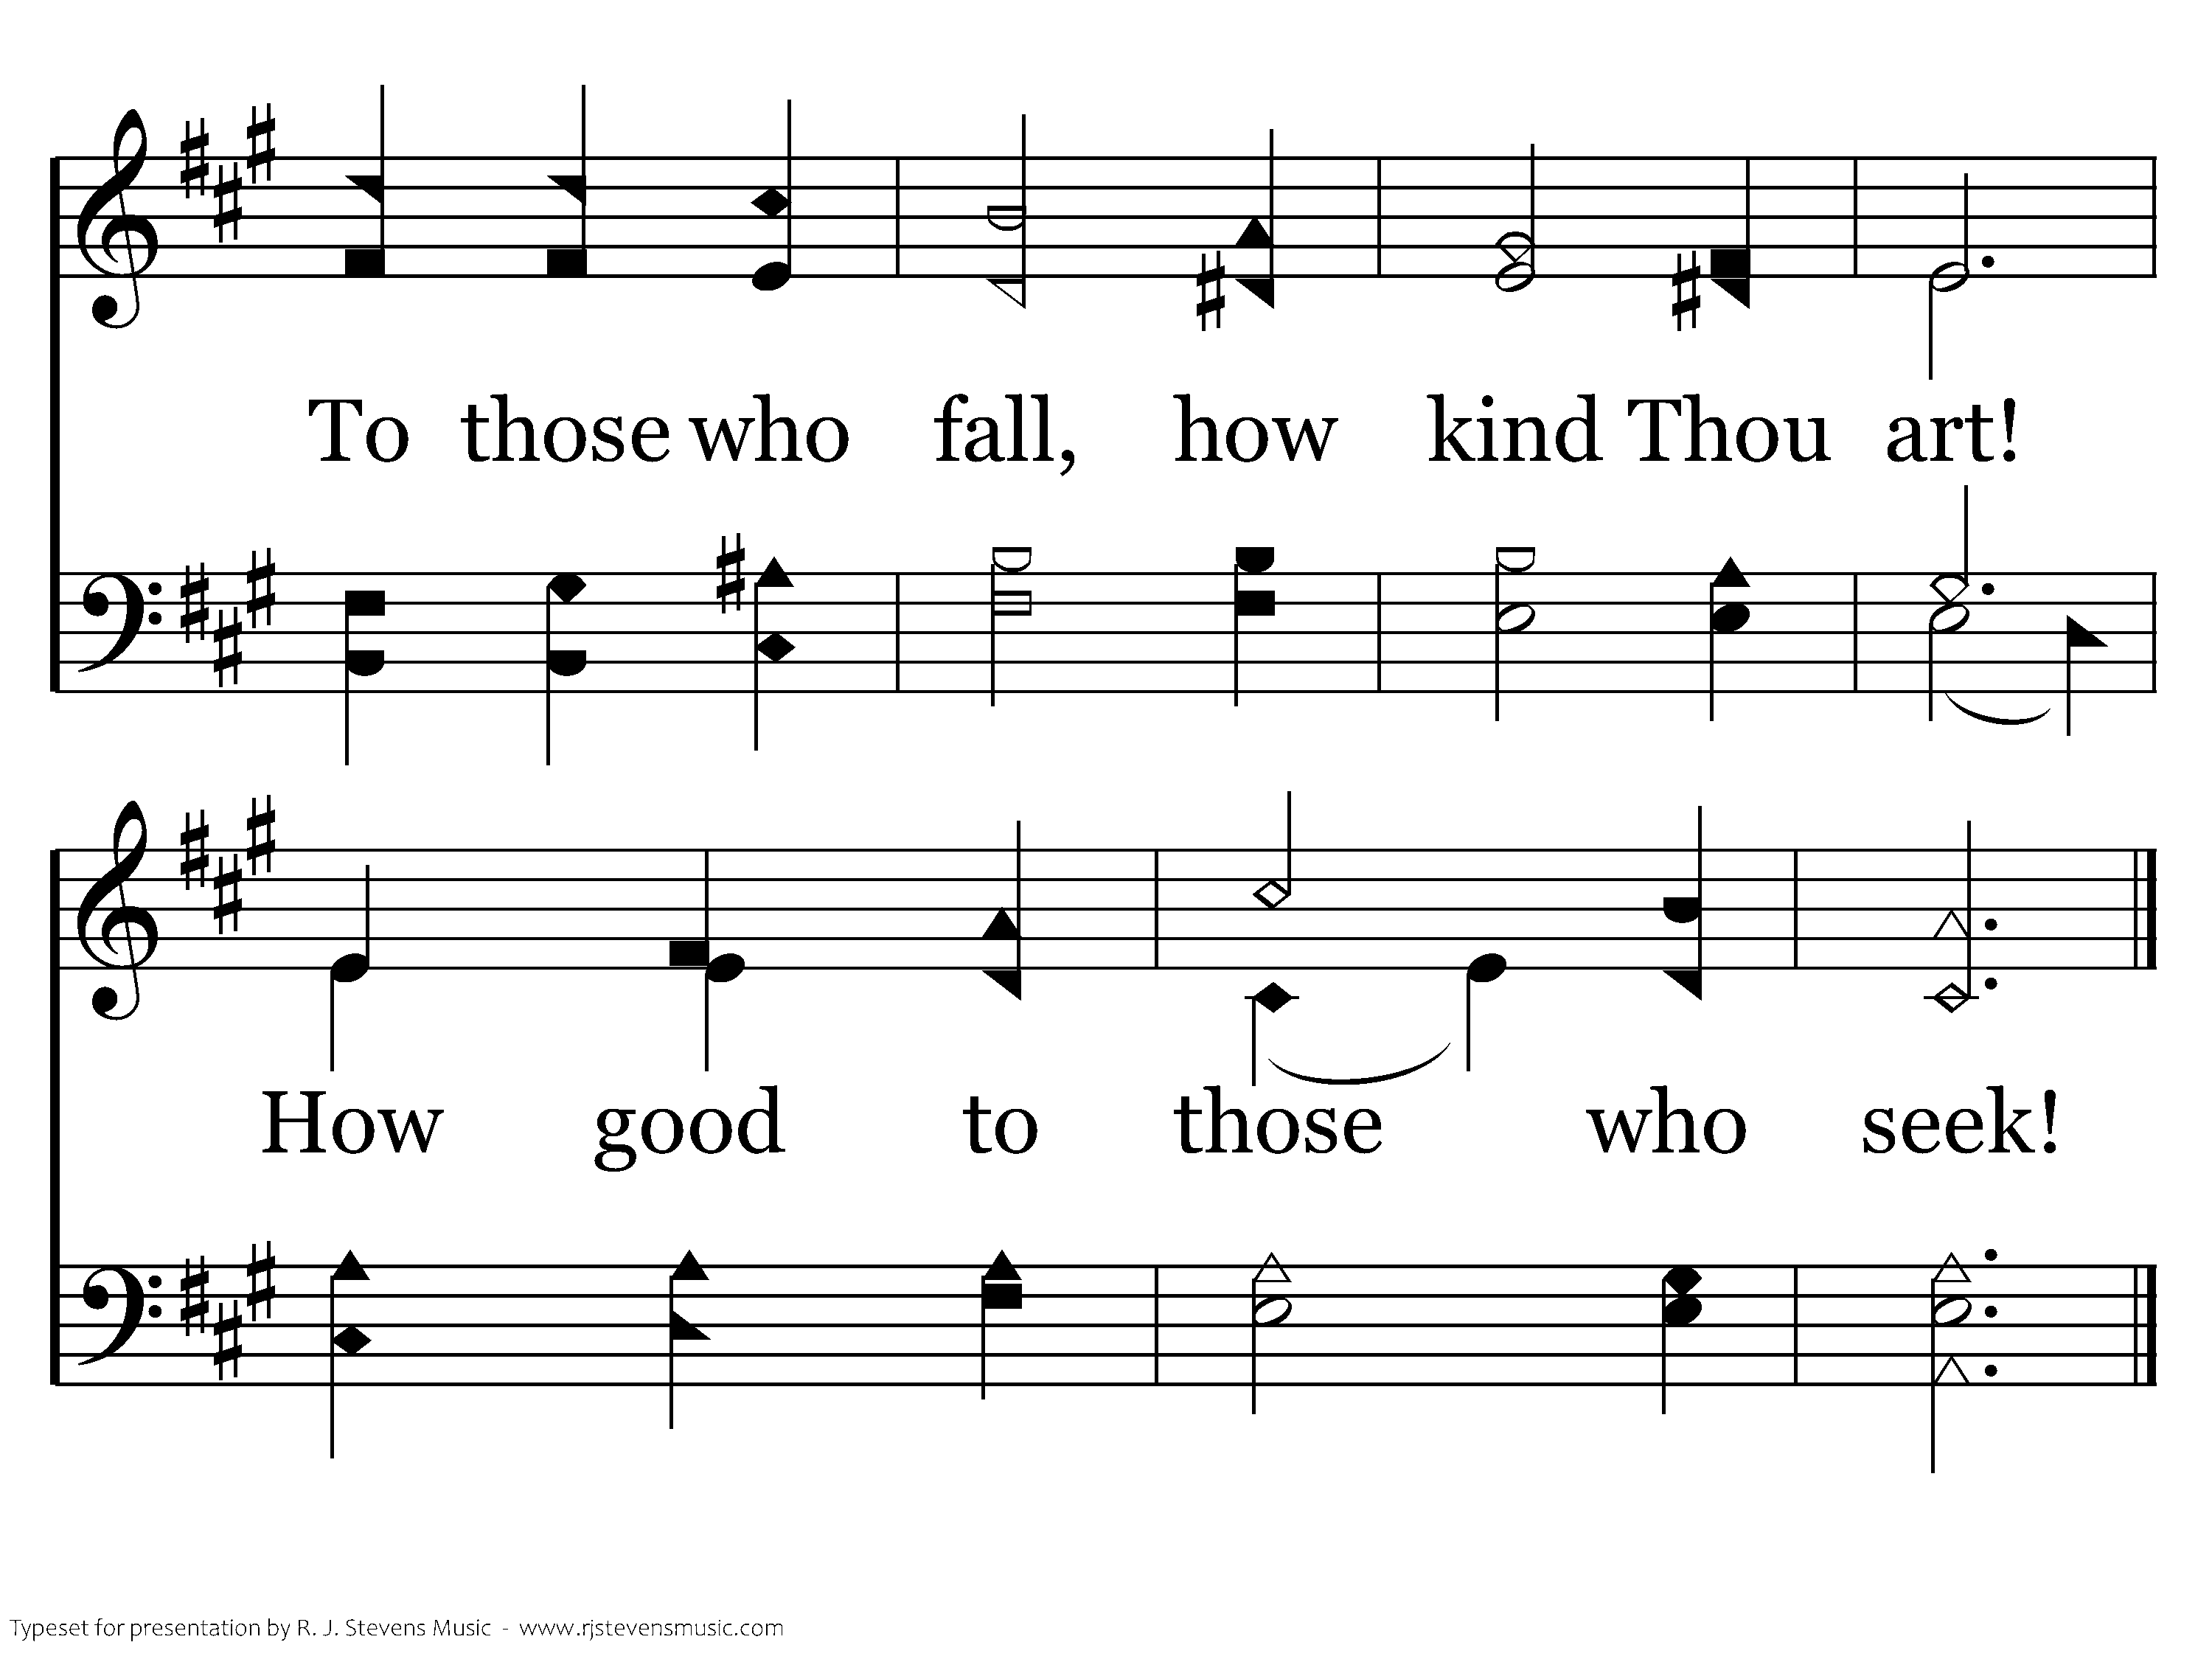 To those who fall, how kind Thou art!
How good to those who seek!
Typeset for presentation by R. J. Stevens Music - www.rjstevensmusic.com